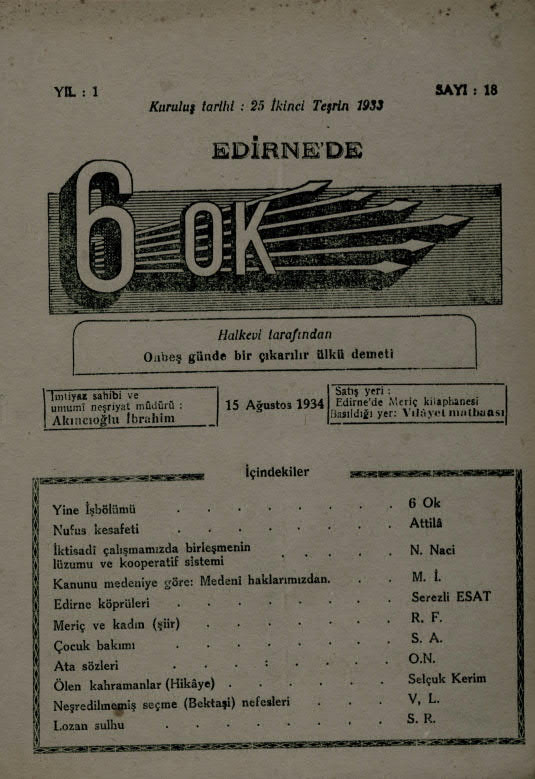 YIL : 1
SAYI : 18
Kuruluş tarihi : 25 İkinci Teşrin 1933
EDİRNE'DE
6 OK
Halkevi tarafından
Onbeş günde bir çıkarılır ülkü demeti
İmtiyaz sahibi ve
umumî neşriyat müdürü :
Akıncıoğlu İbrahim
15 Ağustos 1934
Satış yeri :
Edirne'de Meriç kitaphanesi
Basıldığı yer: Vilâyet matbaası
İçindekiler
Yine İşbölümü . . . . . . . 6 Ok
Nufus kesafeti . . . . . . . Attilâ
İktisadî çalışmamızda birleşmenin
lüzumu ve kooperatif sistemi . . . . N. Naci
Kanunu medeniye göre: Medenî haklarımızdan. . . M. İ.
Edirne köprüleri . . . . . . . Serezli ESAT
Meriç ve kadın (şiir) . . . . . . R. F.
Çocuk bakımı . . . . . . . S. A.
Ata sözleri . . : . . . . O.N.
Ölen kahramanlar (Hikâye) . . . . . . Selçuk Kerim
Neşredilmemiş seçme (Bektaşi) nefesleri . . . . V, L.
Lozan sulhu . . . . . . . S. R.